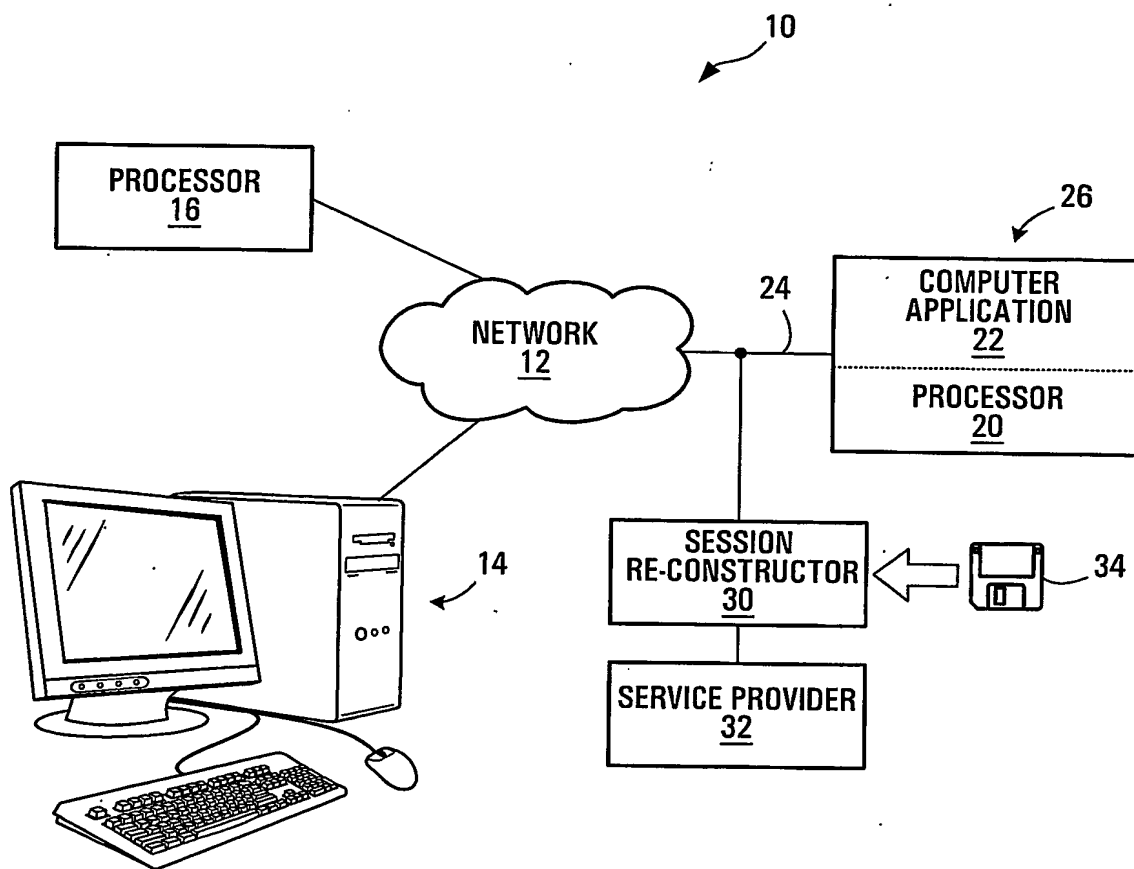 10
PROCESSOR
16
26
COMPUTER
APPLICATION
22
24
NETWORK
12
PROCESSOR
20
SESSION
RE-CONSTRUCTOR
30
34
14
SERVICE PROVIDER
32